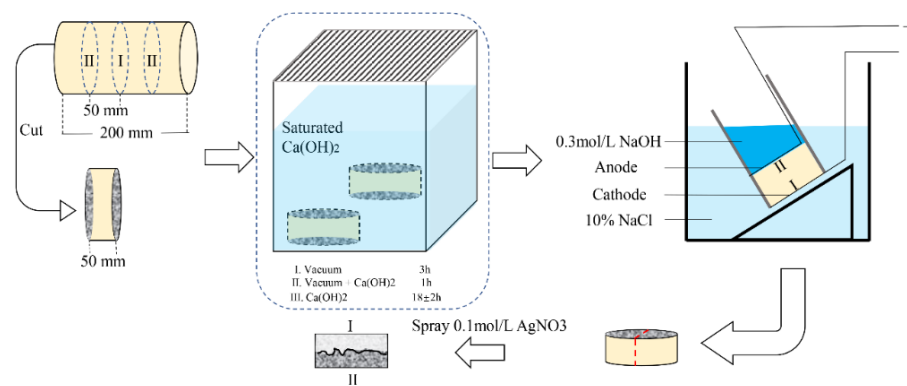 II I II
50 mm
200 mm
Cut
50 mm
Saturated
Ca(OH)₂
I. Vacuum 3h
II. Vacuum + Ca(OH)2 1h
III. Ca(OH)2 18±2h
0.3mol/L NaOH
Anode
Cathode
10% NaCl
II
I
Spray 0.1mol/L AgNO3
I
II